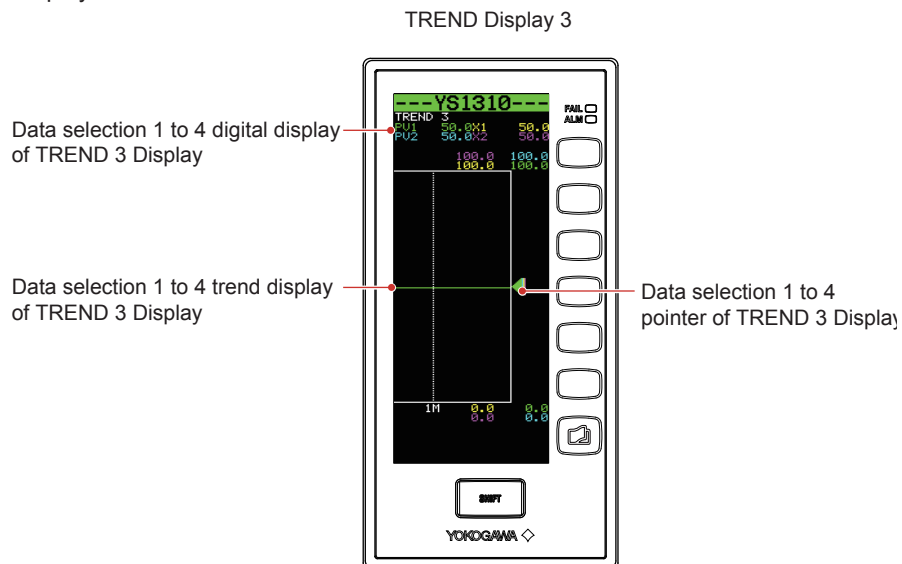 TREND Display 3
---YS1310---
TREND 3
PV1 50.0X1 50.0
PV2 50.0X2 50.0
100.0 100.0
100.0 100.0
1M 0.0 0.0
0.0 0.0
FAIL
ALM
SHIFT
YOKOGAWA
Data selection 1 to 4 digital display
of TREND 3 Display
Data selection 1 to 4 trend display
of TREND 3 Display
Data selection 1 to 4
pointer of TREND 3 Display